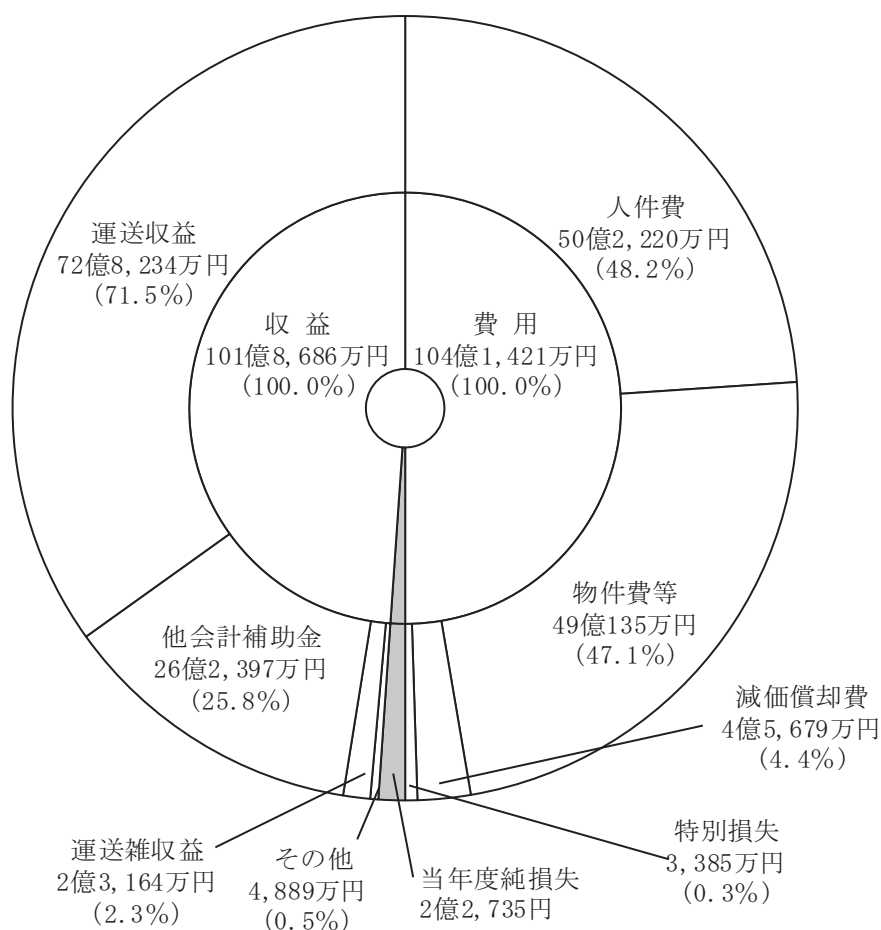 運送収益
72億8,234万円
(71.5%)
人件費
50億2,220万円
(48.2%)
収 益
101億8,686万円
(100.0%)
費 用
104億1,421万円
(100.0%)
他会計補助金
26億2,397万円
(25.8%)
物件費等
49億135万円
(47.1%)
減価償却費
4億5,679万円
(4.4%)
運送雑収益
2億3,164万円
(2.3%)
その他
4,889万円
(0.5%)
当年度純損失
2億2,735万円
特別損失
3,385万円
(0.3%)